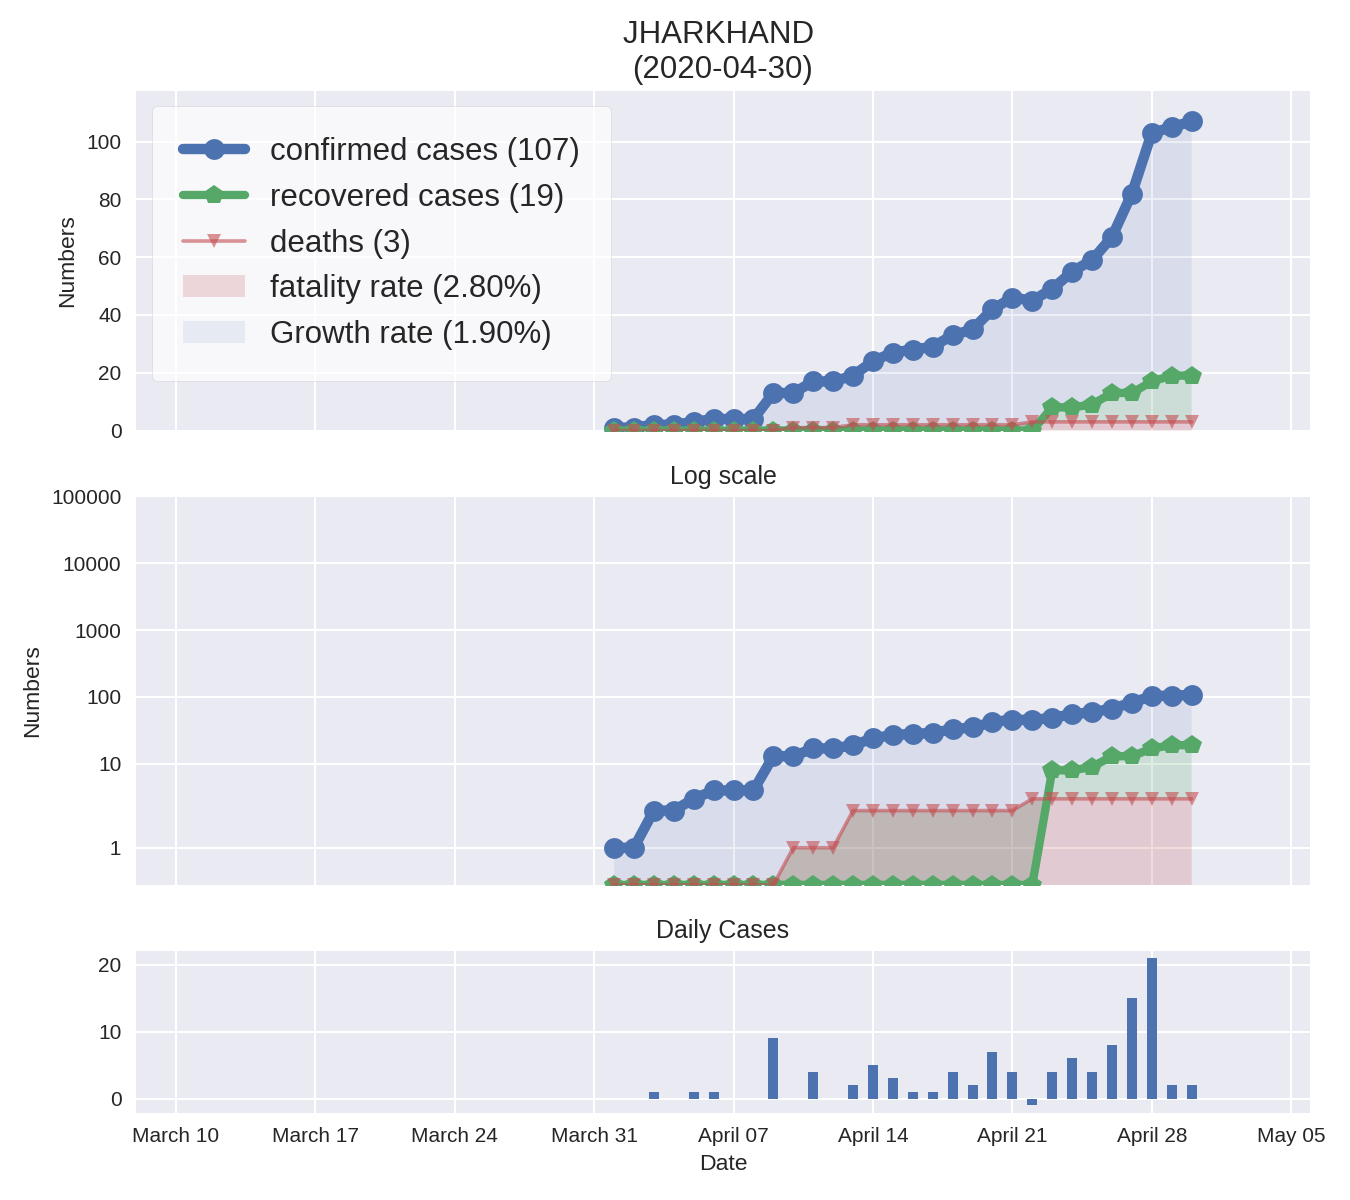 JHARKHAND
(2020-04-30)
confirmed cases (107)
recovered cases (19)
deaths (3)
fatality rate (2.80%)
Growth rate (1.90%)
Numbers
100
80
60
40
20
0
Log scale
Numbers
100000
10000
1000
100
10
1
Daily Cases
20
10
0
March 10 March 17 March 24 March 31 April 07 April 14 April 21 April 28 May 05
Date